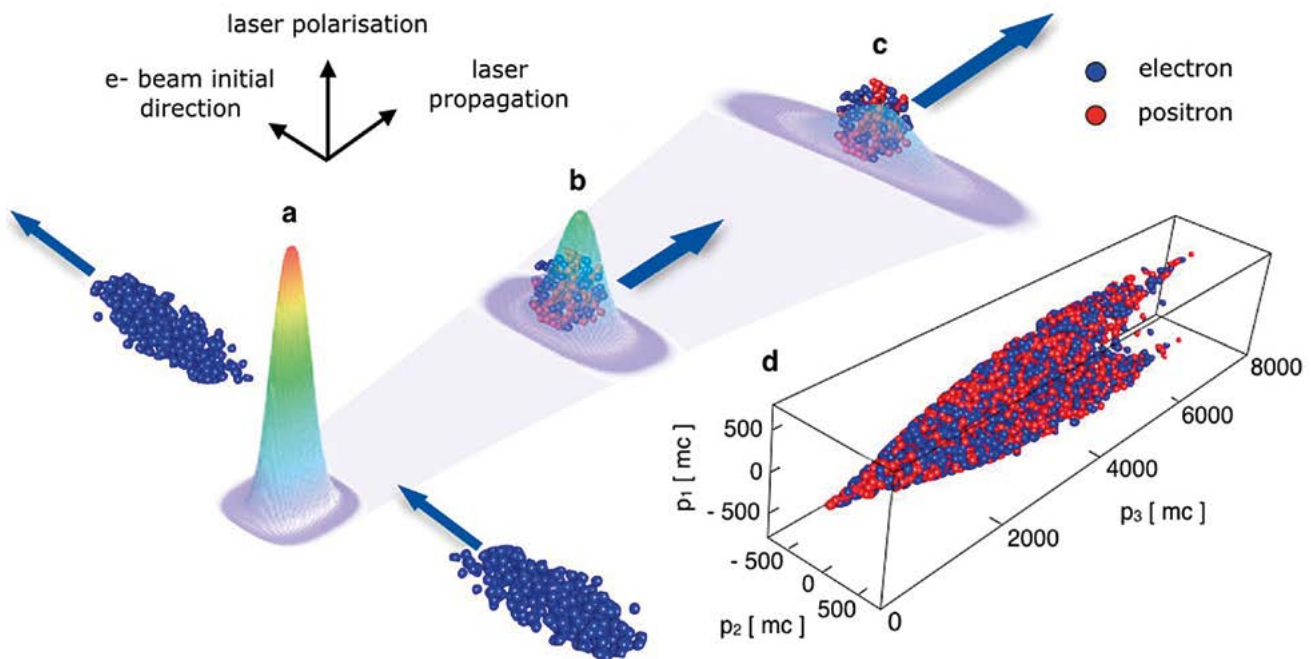 laser polarisation
e- beam initial
direction
laser
propagation
a
b
c
electron
positron
d
500
0
- 500
p1 [ mc ]
- 500
0
500
p2 [ mc ]
0
2000
4000
6000
8000
p3 [ mc ]